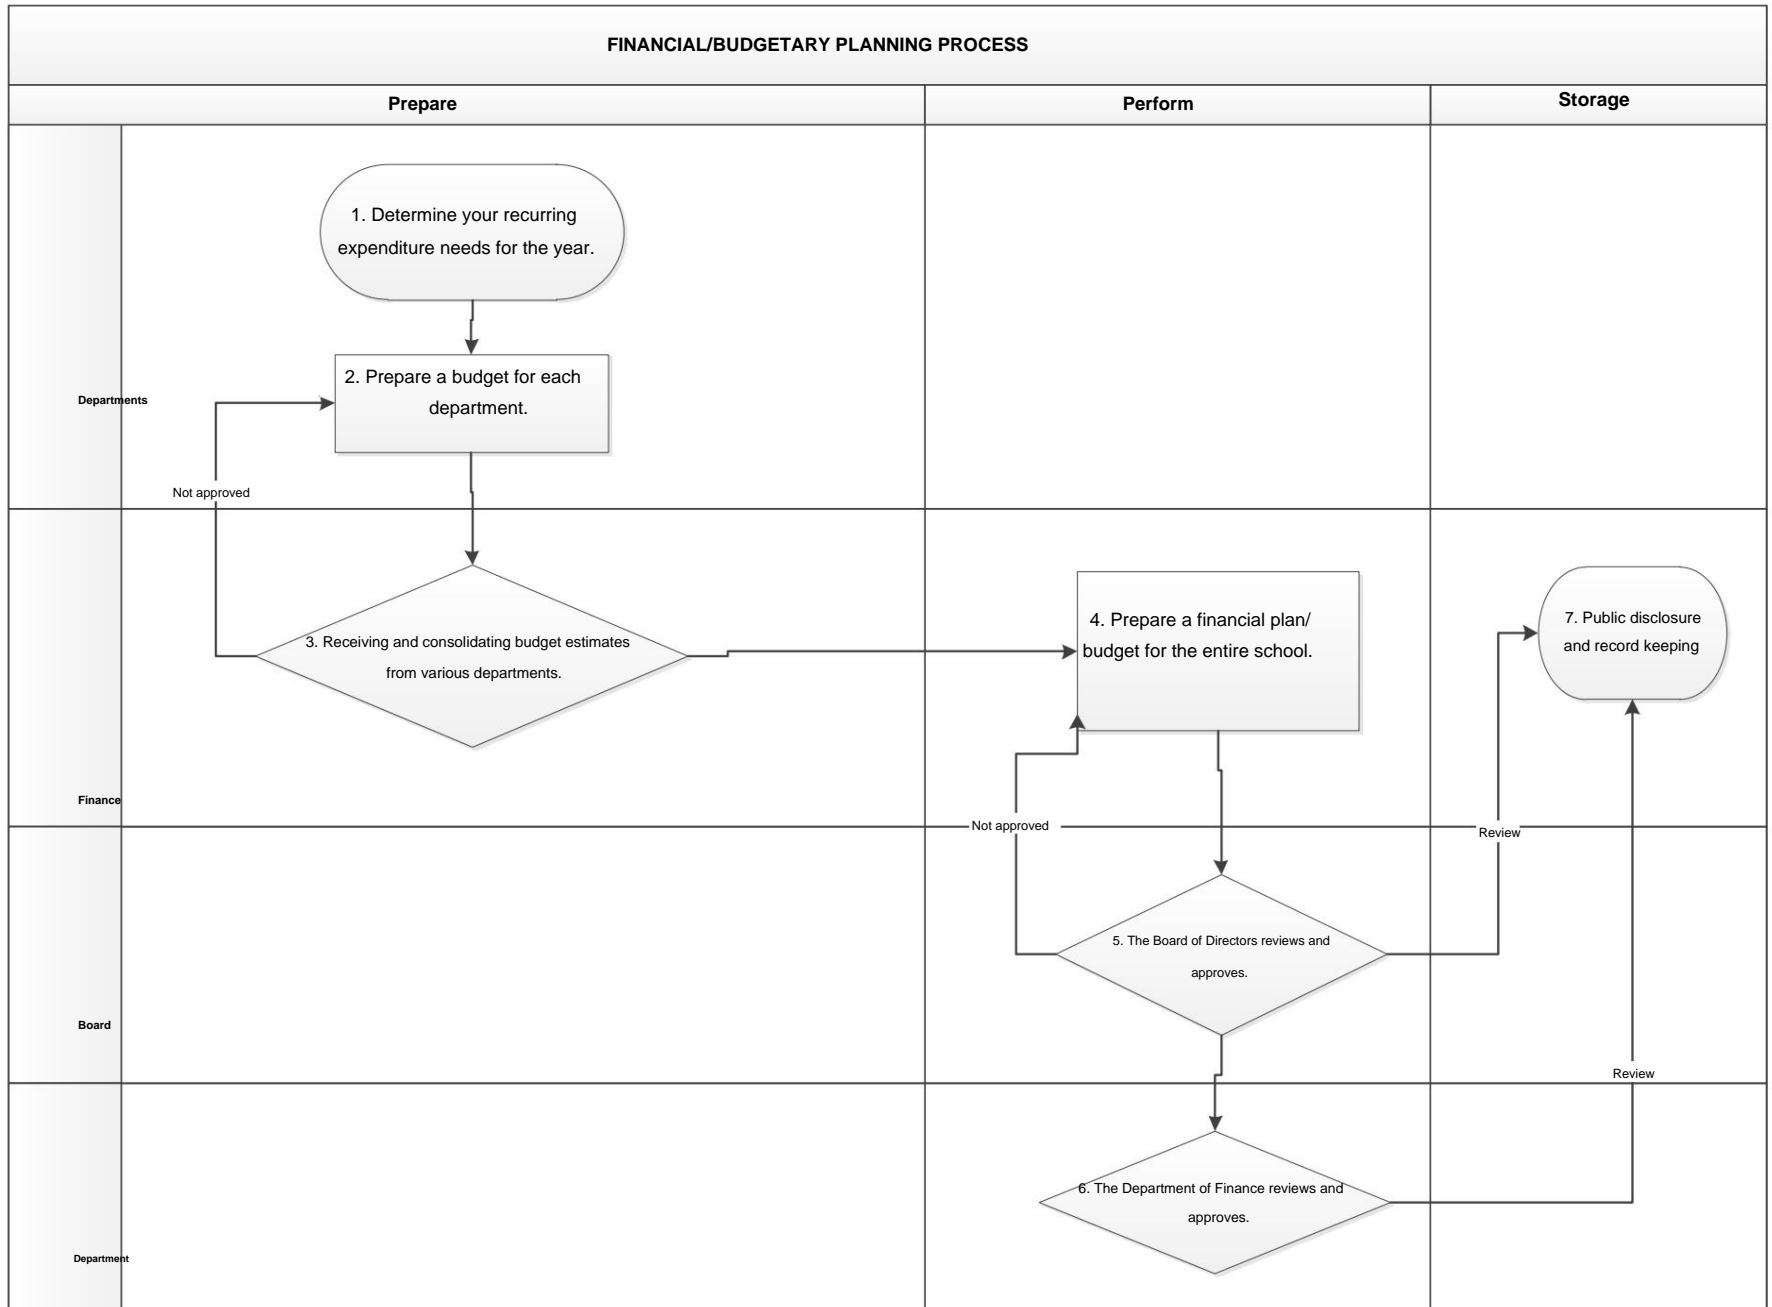 FINANCIAL/BUDGETARY PLANNING PROCESS
Prepare
Perform
Storage
1. Determine your recurring
expenditure needs for the year.
2. Prepare a budget for each
department.
Departments
Not approved
3. Receiving and consolidating budget estimates
from various departments.
4. Prepare a financial plan/
budget for the entire school.
7. Public disclosure
and record keeping
Finance
Not approved
Review
5. The Board of Directors reviews and
approves.
Board
Review
6. The Department of Finance reviews and
approves.
Department